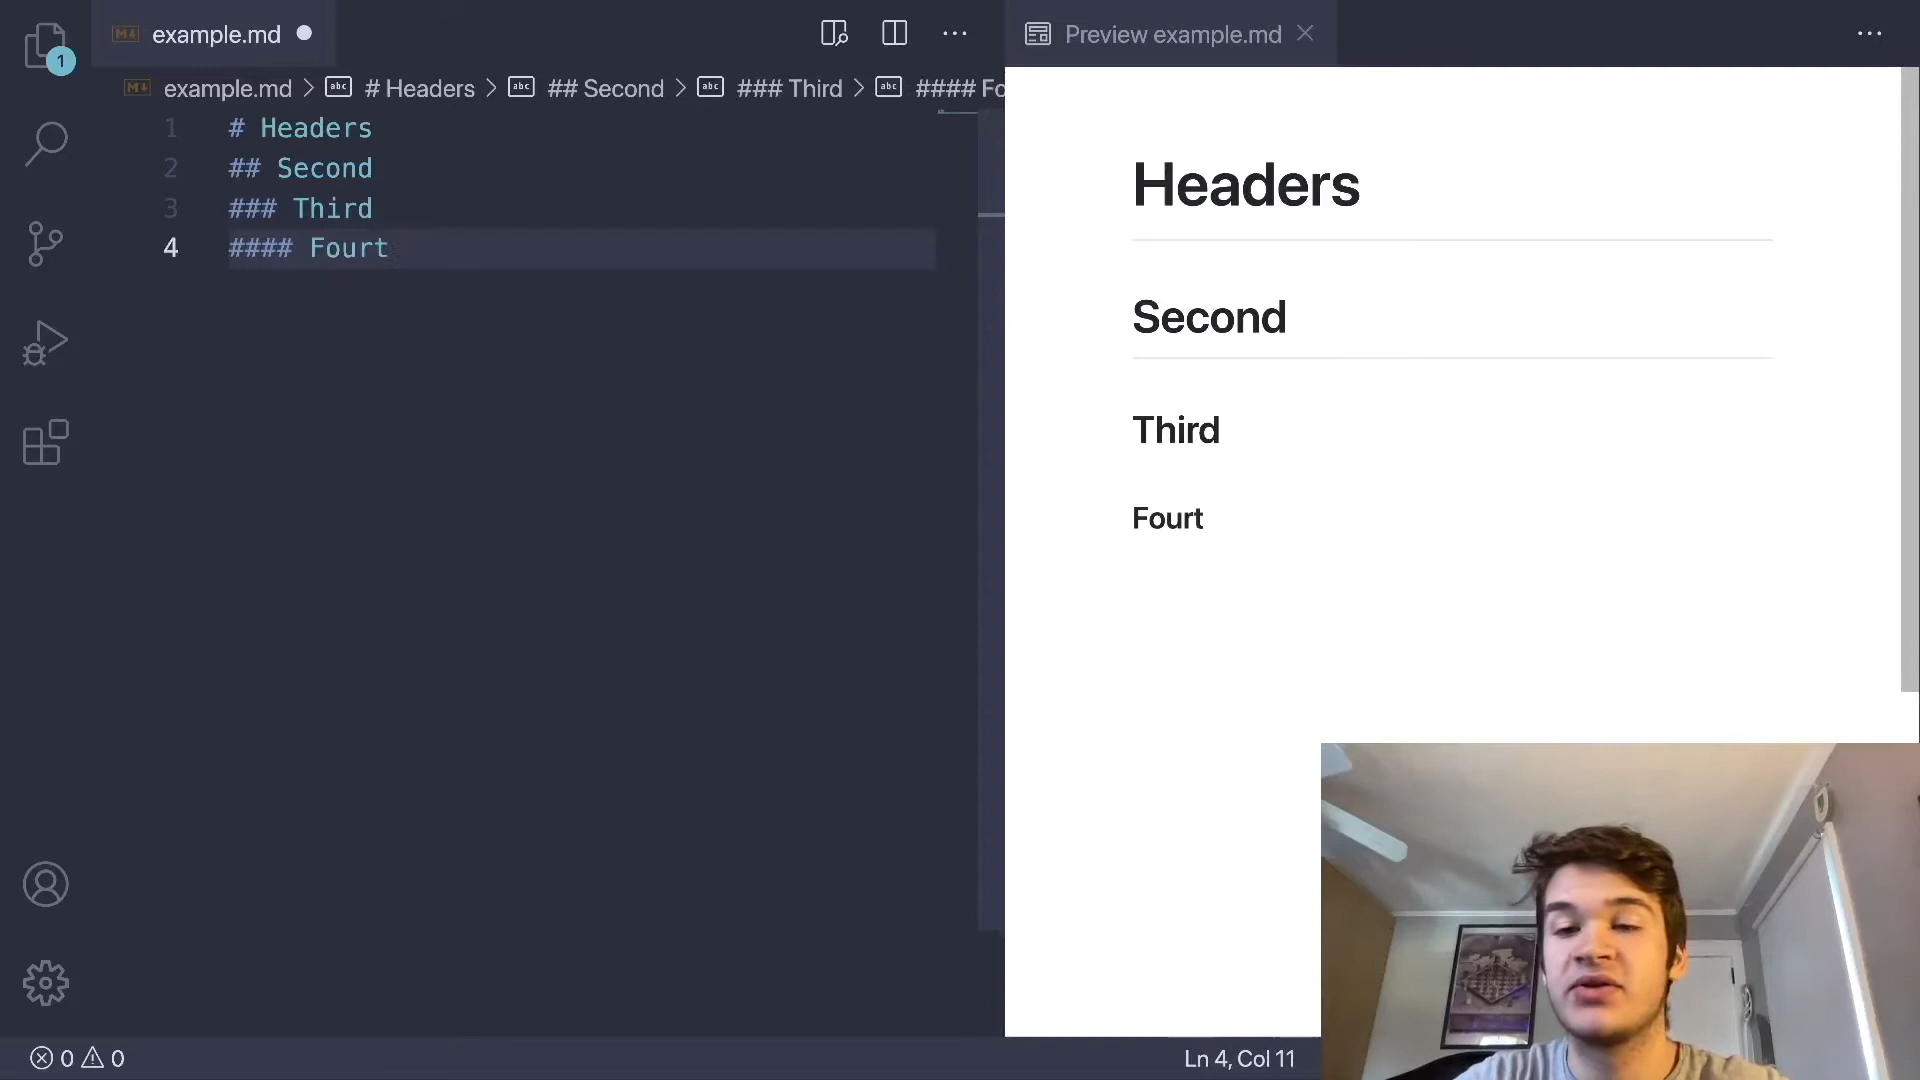 example.md
Preview example.md
1
example.md > # Headers > ## Second > ### Third > #### Fo
1 # Headers
2 ## Second
3 ### Third
4 #### Fourt
Headers
Second
Third
Fourt
0 0
Ln 4, Col 11